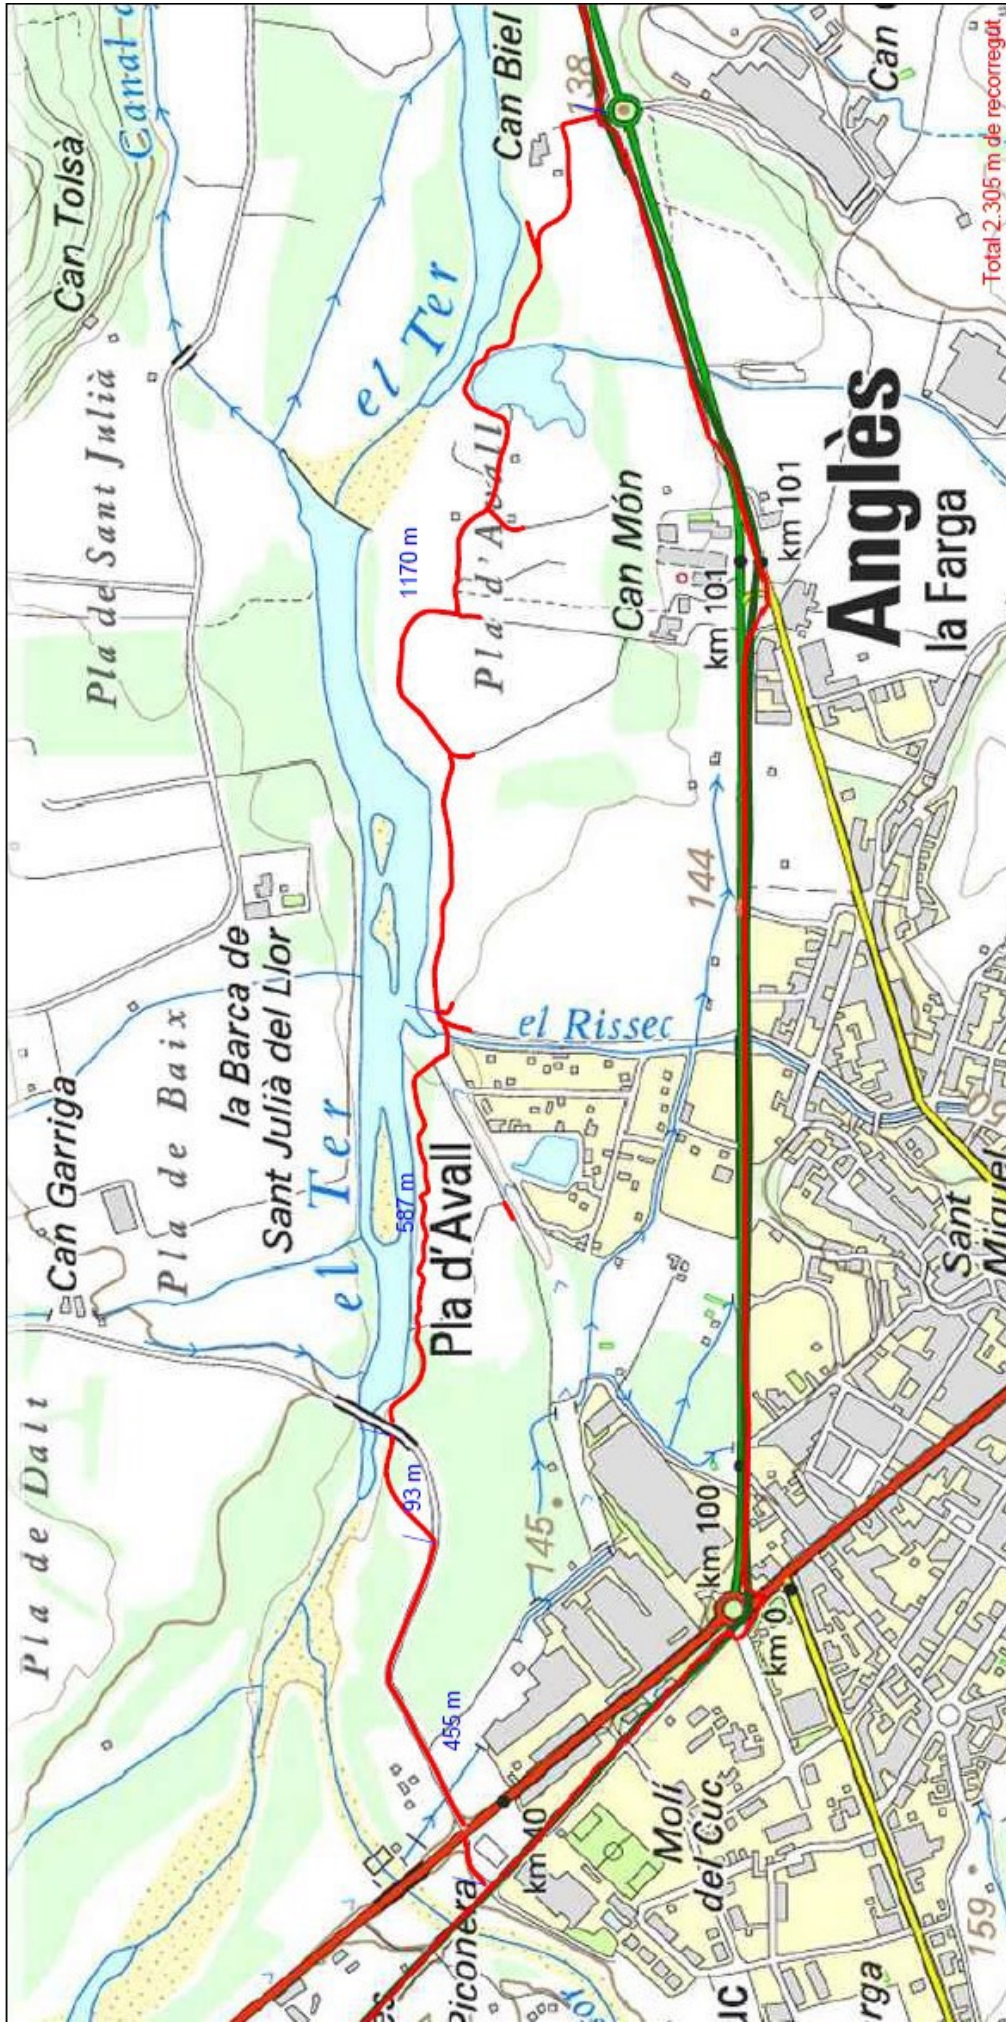 Can Tolsà
Canal
Pla de Sant Julià
el Ter
Can Biel
138
Can
Total-2.305 m de recorregut
1170 m
Pla d'Avall
Can Món
km 101
km 101
Anglès
la Farga
144
la Barca de
Sant Julià del Llor
Pla de Baix
Can Garriga
el Ter
587 m
el Rissec
Pla d'Avall
Sant
Miquel
Pla de Dalt
93 m
145
km 100
km 0
455 m
km 40
Molí
del Cuc
Piconera
159